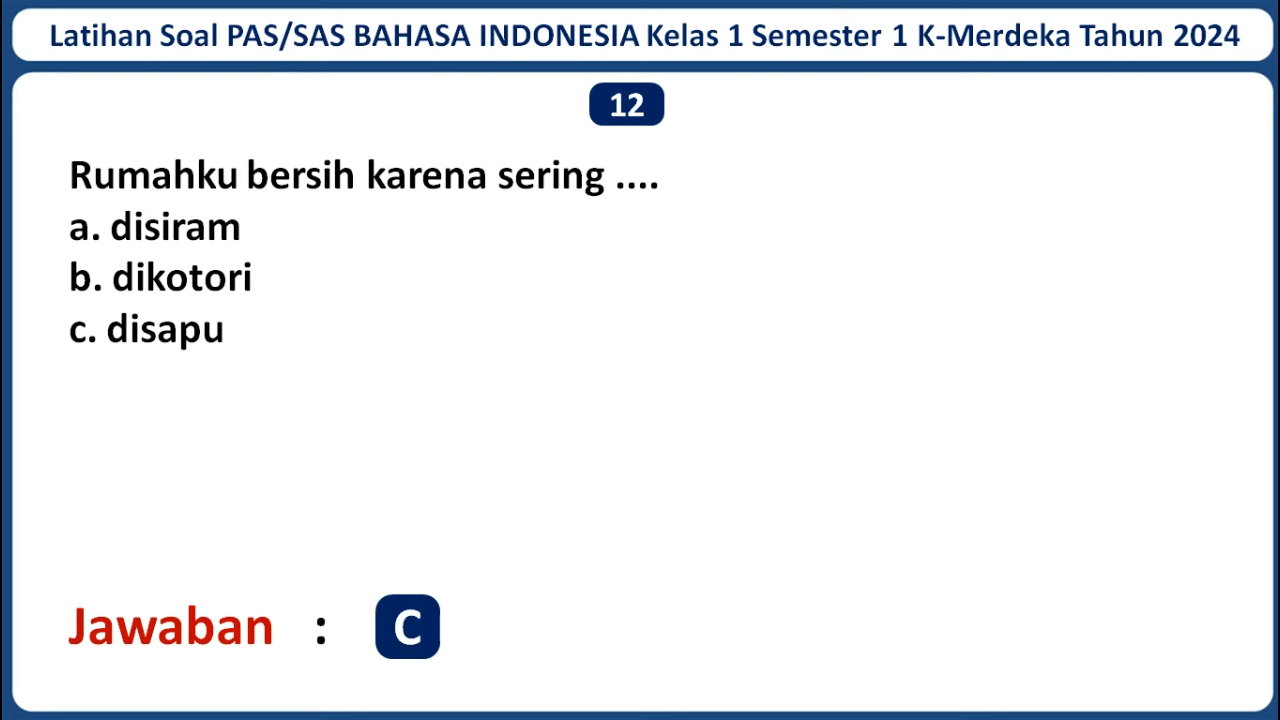 Latihan Soal PAS/SAS BAHASA INDONESIA Kelas 1 Semester 1 K-Merdeka Tahun 2024
12
Rumahku bersih karena sering ....
a. disiram
b. dikotori
c. disapu
Jawaban : C